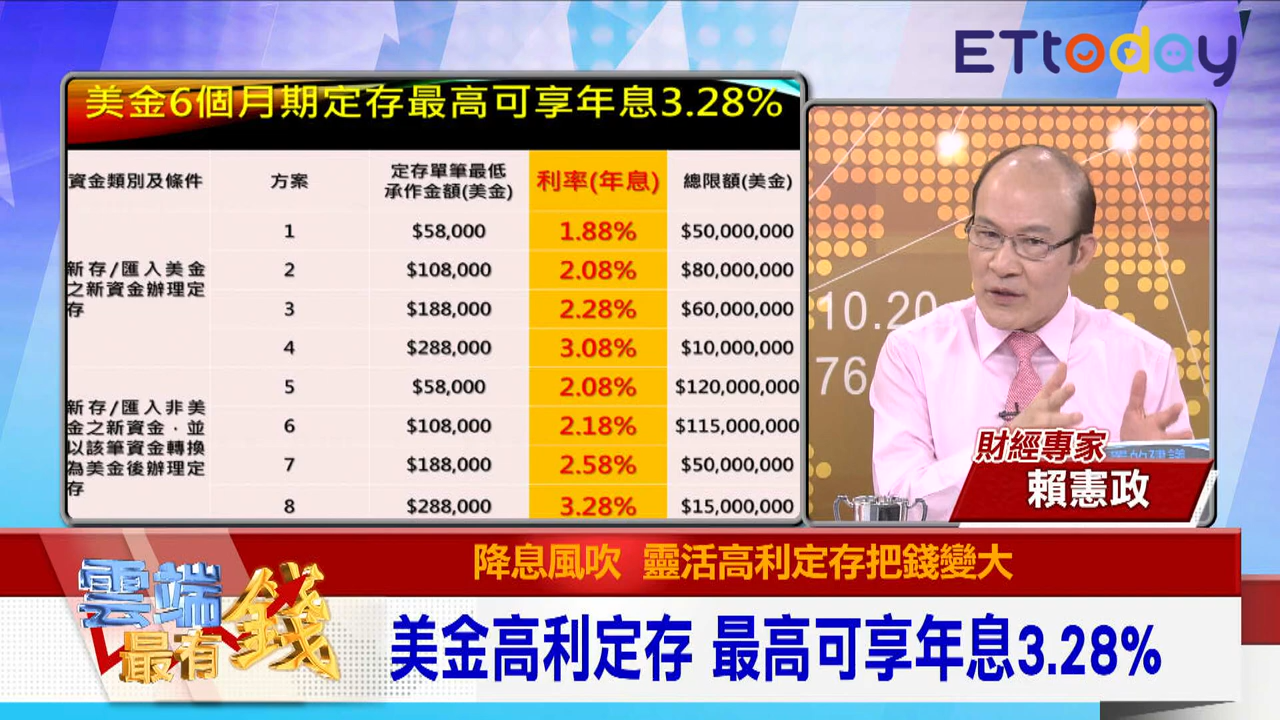 ETtoday
美金6個月期定存最高可享年息3.28%
資金類別及條件 方案 定存單筆最低承作金額(美金) 利率(年息) 總限額(美金)
新存/匯入美金之新資金辦理定存
1 $58,000 1.88% $50,000,000
2 $108,000 2.08% $80,000,000
3 $188,000 2.28% $60,000,000
4 $288,000 3.08% $10,000,000
新存/匯入非美金之新資金，並以該筆資金轉換為美金後辦理定存
5 $58,000 2.08% $120,000,000
6 $108,000 2.18% $115,000,000
7 $188,000 2.58% $50,000,000
8 $288,000 3.28% $15,000,000
10.20
76
財經專家
賴憲政
雲端最有錢
降息風吹 靈活高利定存把錢變大
美金高利定存 最高可享年息3.28%